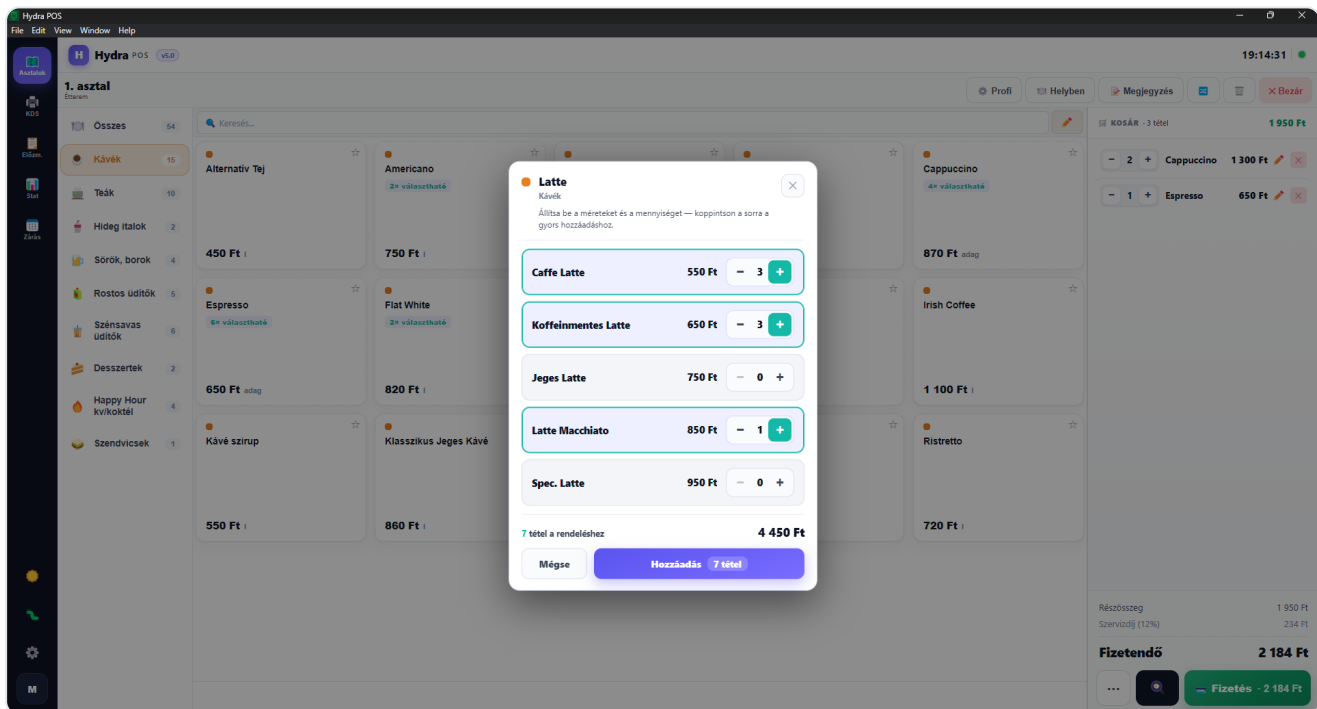 Hydra POS
File Edit View Window Help
Asztalok
KDS
Előzm.
Stat
Zárás
M
H Hydra POS v5.0
19:14:31
1. asztal
Étterem
Profi
Helyben
Megjegyzés
× Bezár
Összes 54
Kávék 15
Teák 10
Hideg italok 2
Sörök, borok 4
Rostos üdítők 5
Szénsavas üdítők 6
Desszertek 2
Happy Hour kv/koktél 4
Szendvicsek 1
Keresés...
Alternatív Tej
450 Ft
Americano
2× választható
750 Ft
Cappuccino
4× választható
870 Ft adag
Espresso
6× választható
650 Ft adag
Flat White
2× választható
820 Ft
Irish Coffee
1 100 Ft
Kávé szirup
550 Ft
Klasszikus Jeges Kávé
860 Ft
Ristretto
720 Ft
Latte
Kávék
Állítsa be a méreteket és a mennyiséget — koppintson a sorra a
gyors hozzáadáshoz.
Caffe Latte 550 Ft − 3 +
Koffeinmentes Latte 650 Ft − 3 +
Jeges Latte 750 Ft − 0 +
Latte Macchiato 850 Ft − 1 +
Spec. Latte 950 Ft − 0 +
7 tétel a rendeléshez 4 450 Ft
Mégse
Hozzáadás 7 tétel
KOSÁR - 3 tétel 1 950 Ft
− 2 + Cappuccino 1 300 Ft
− 1 + Espresso 650 Ft
Részösszeg 1 950 Ft
Szervizdíj (12%) 234 Ft
Fizetendő 2 184 Ft
...
Fizetés · 2 184 Ft